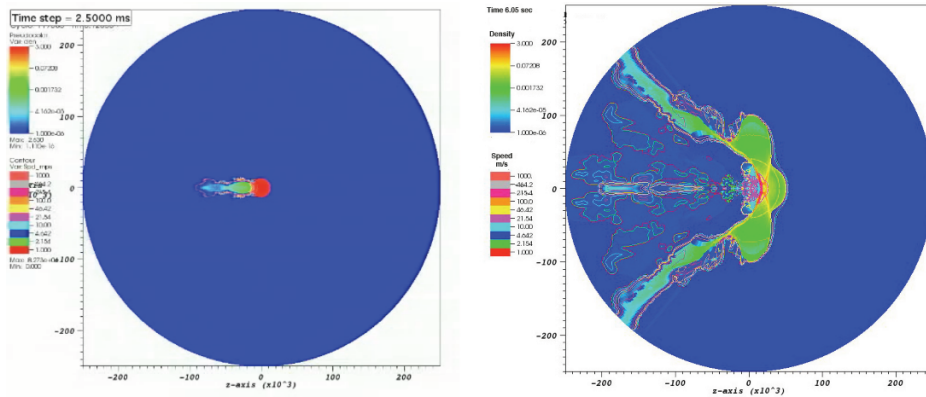 Time step = 2.5000 ms
Pseudocolor
Var: den
3.000
0.07208
0.001732
4.162e-05
1.000e-06
Max: 2.630
Contour
1000.
464.2
215.4
100.0
46.42
21.54
10.00
4.642
2.154
1.000
Min: 0.000
200
100
0
-100
-200
-200
-100
0
100
200
z-axis (x10^3)
Time 6.05 sec
Density
3.000
0.07208
0.001732
4.162e-05
1.000e-06
Speed
m/s
1000.
464.2
215.4
100.0
46.42
21.54
10.00
4.642
2.154
1.000
200
100
0
-100
-200
-200
-100
0
100
200
z-axis (x10^3)